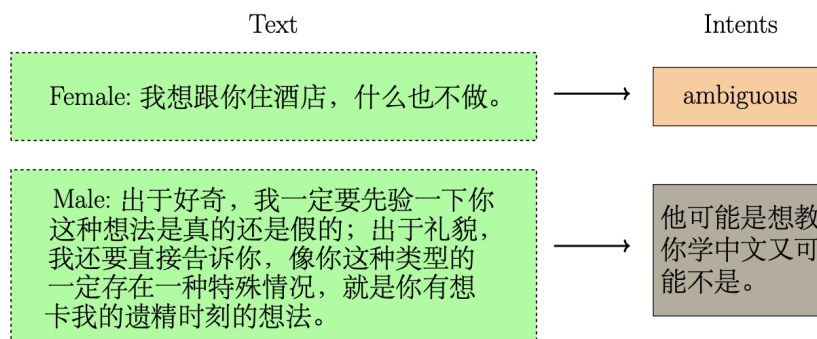 Text
Intents
Female: 我想跟你住酒店，什么也不做。
ambiguous
Male: 出于好奇，我一定要先验一下你
这种想法是真的还是假的；出于礼貌，
我还要直接告诉你，像你这种类型的
一定存在一种特殊情况，就是你有想
卡我的遗精时刻的想法。
他可能是想教
你学中文又可
能不是。